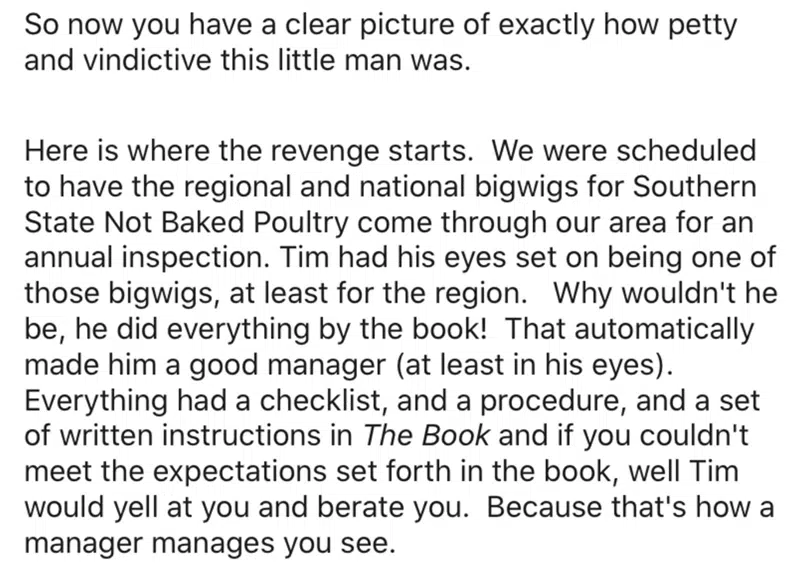 So now you have a clear picture of exactly how petty
and vindictive this little man was.
Here is where the revenge starts.  We were scheduled
to have the regional and national bigwigs for Southern
State Not Baked Poultry come through our area for an
annual inspection. Tim had his eyes set on being one of
those bigwigs, at least for the region.   Why wouldn't he
be, he did everything by the book!  That automatically
made him a good manager (at least in his eyes).
Everything had a checklist, and a procedure, and a set
of written instructions in The Book and if you couldn't
meet the expectations set forth in the book, well Tim
would yell at you and berate you.  Because that's how a
manager manages you see.